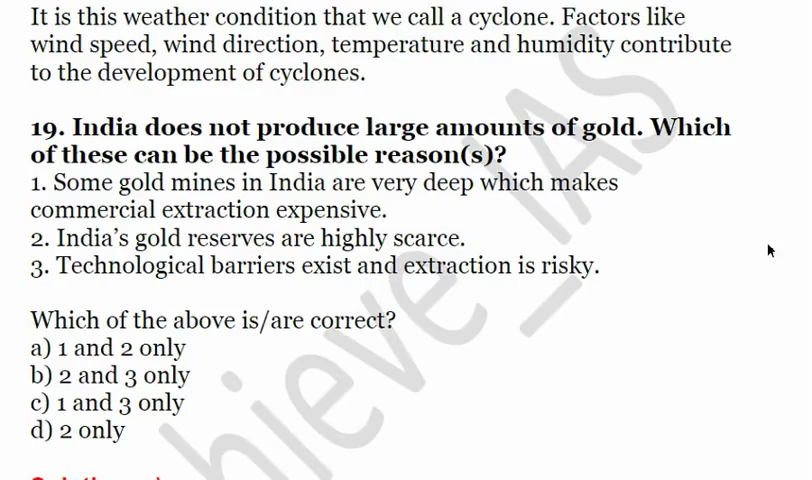 It is this weather condition that we call a cyclone. Factors like
wind speed, wind direction, temperature and humidity contribute
to the development of cyclones.
19. India does not produce large amounts of gold. Which
of these can be the possible reason(s)?
1. Some gold mines in India are very deep which makes
commercial extraction expensive.
2. India’s gold reserves are highly scarce.
3. Technological barriers exist and extraction is risky.
Which of the above is/are correct?
a) 1 and 2 only
b) 2 and 3 only
c) 1 and 3 only
d) 2 only
hieve_IAS